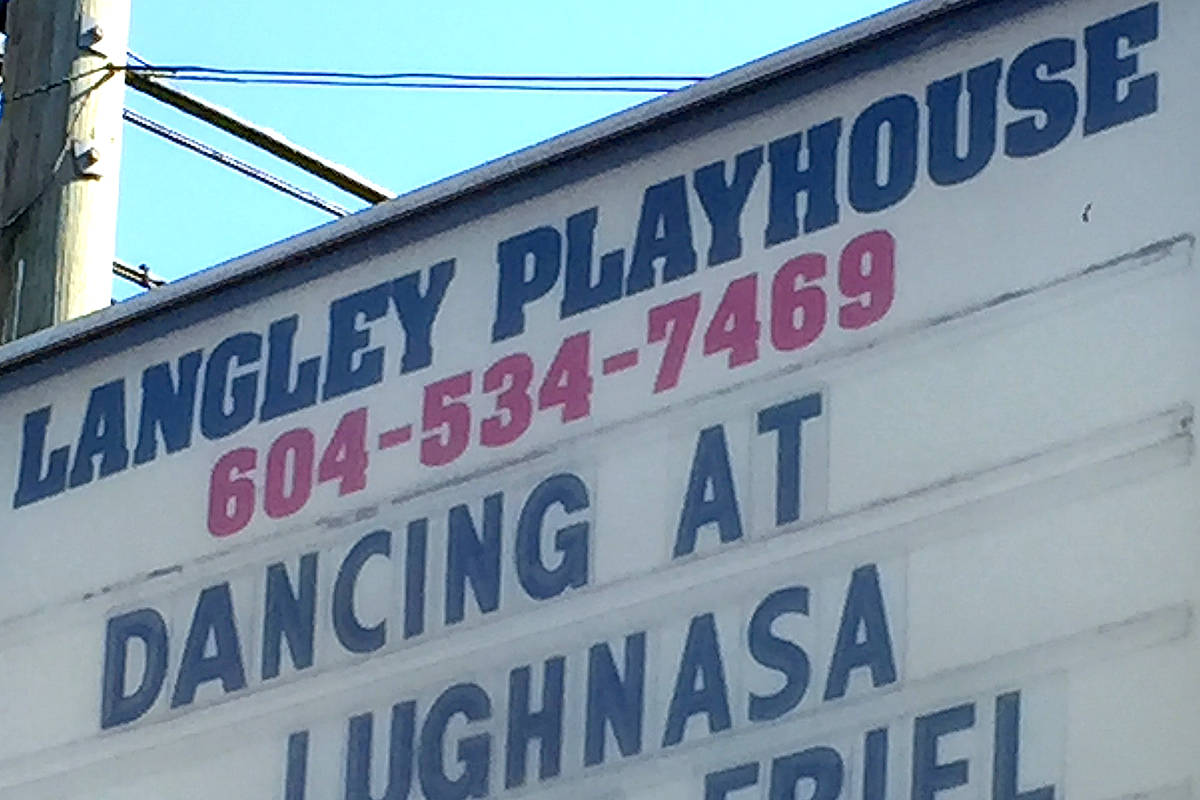 LANGLEY PLAYHOUSE
604-534-7469
DANCING AT
LUGHNASA
FRIEL